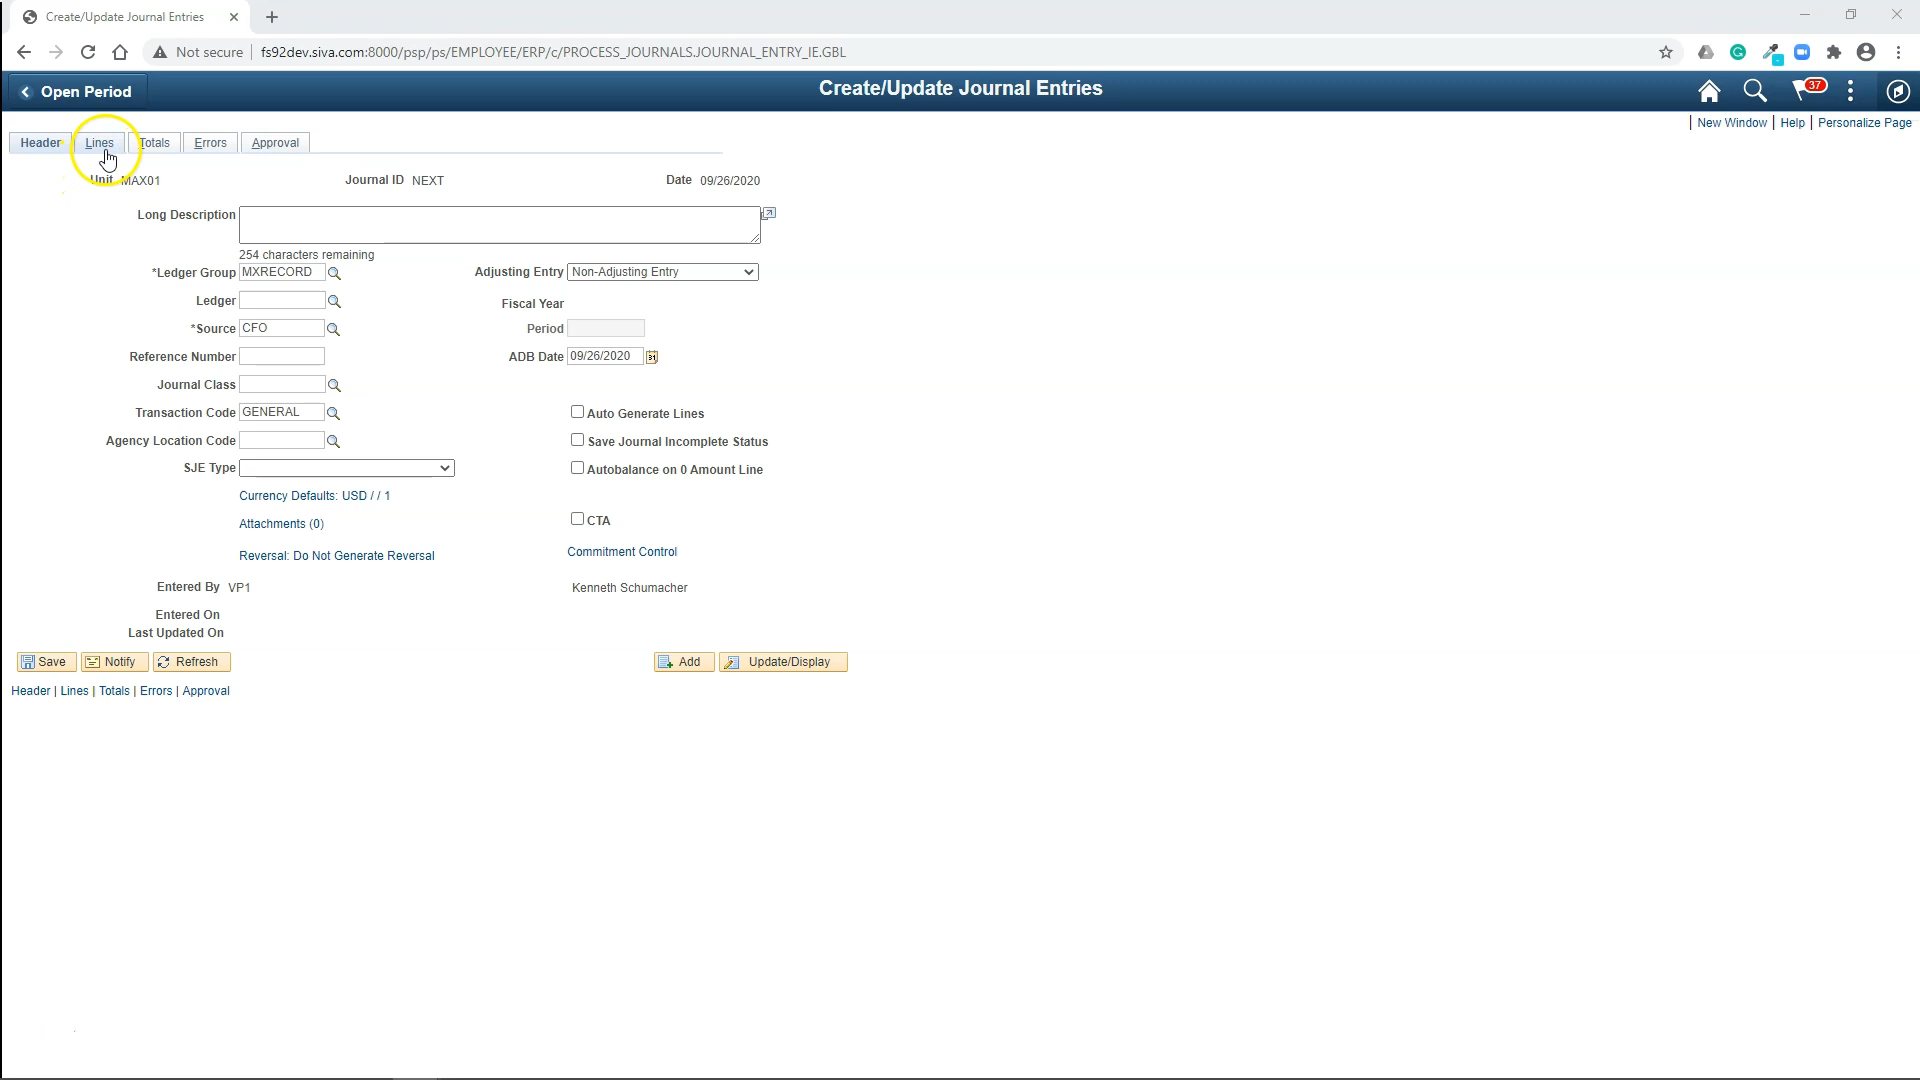 Create/Update Journal Entries
Not secure | fs92dev.siva.com:8000/psp/ps/EMPLOYEE/ERP/c/PROCESS_JOURNALS.JOURNAL_ENTRY_IE.GBL
Open Period
Create/Update Journal Entries
37
New Window | Help | Personalize Page
Header Lines Totals Errors Approval
Unit MAX01 Journal ID NEXT Date 09/26/2020
Long Description
254 characters remaining
*Ledger Group MXRECORD Adjusting Entry Non-Adjusting Entry
Ledger Fiscal Year
*Source CFO Period
Reference Number ADB Date 09/26/2020
Journal Class
Transaction Code GENERAL Auto Generate Lines
Agency Location Code Save Journal Incomplete Status
SJE Type Autobalance on 0 Amount Line
Currency Defaults: USD / / 1
Attachments (0) CTA
Reversal: Do Not Generate Reversal Commitment Control
Entered By VP1 Kenneth Schumacher
Entered On
Last Updated On
Save Notify Refresh Add Update/Display
Header | Lines | Totals | Errors | Approval